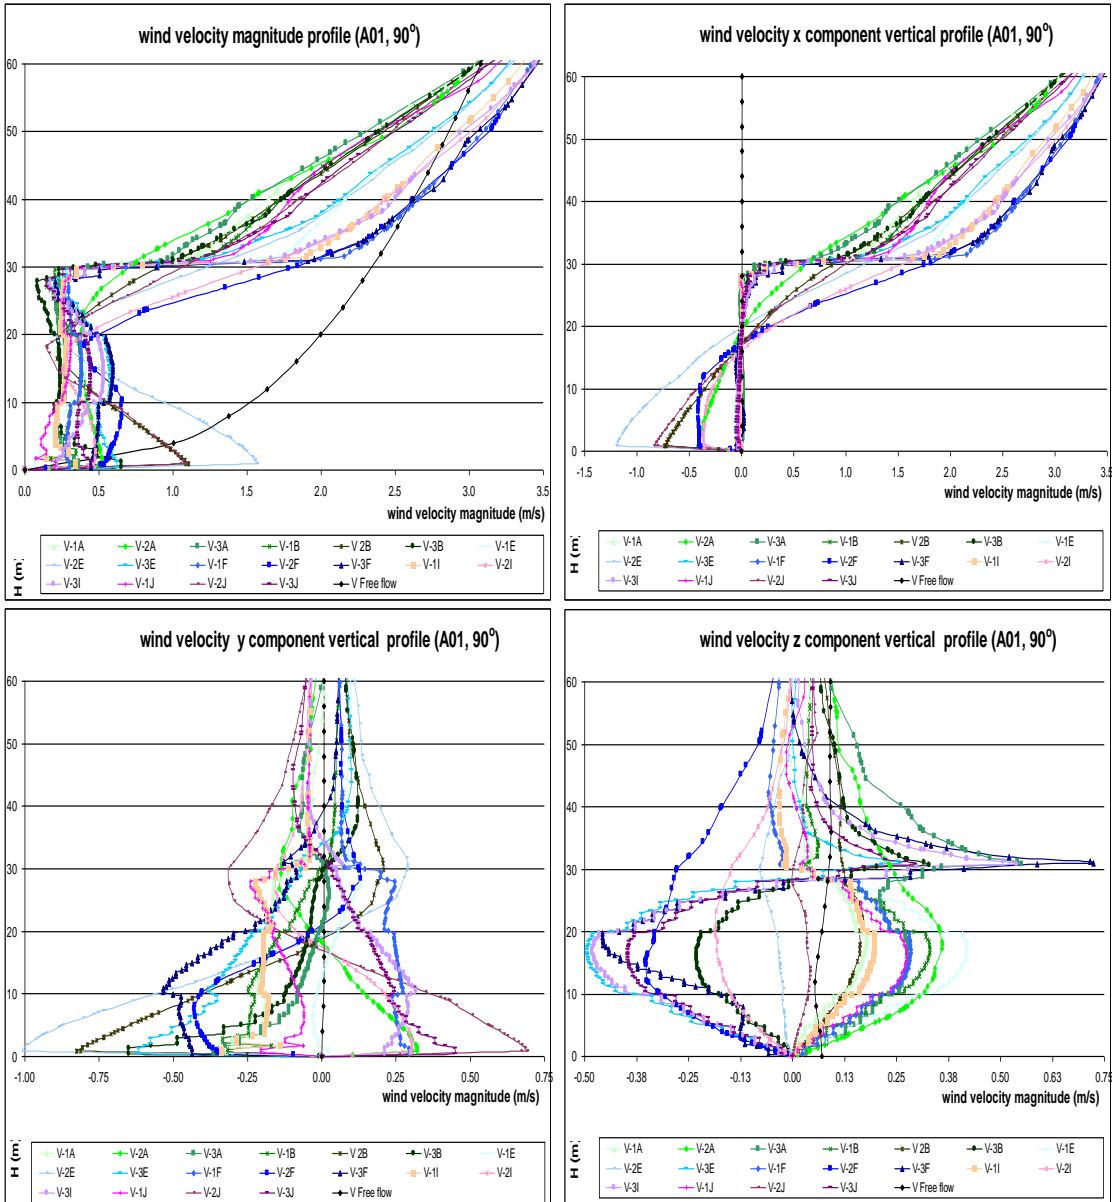 wind velocity magnitude profile (A01, 90°)
60
50
40
30
20
10
0
H (m)
0.0 0.5 1.0 1.5 2.0 2.5 3.0 3.5
wind velocity magnitude (m/s)
V-1A V-2A V-3A V-1B V 2B V-3B V-1E
V-2E V-3E V-1F V-2F V-3F V-1I V-2I
V-3I V-1J V-2J V-3J V Free flow
wind velocity x component vertical profile (A01, 90°)
60
50
40
30
20
10
0
H (m)
-1.5 -1.0 -0.5 0.0 0.5 1.0 1.5 2.0 2.5 3.0 3.5
wind velocity magnitude (m/s)
V-1A V-2A V-3A V-1B V 2B V-3B V-1E
V-2E V-3E V-1F V-2F V-3F V-1I V-2I
V-3I V-1J V-2J V-3J V Free flow
wind velocity y component vertical profile (A01, 90°)
60
50
40
30
20
10
0
H (m)
-1.00 -0.75 -0.50 -0.25 0.00 0.25 0.50 0.75
wind velocity magnitude (m/s)
V-1A V-2A V-3A V-1B V 2B V-3B V-1E
V-2E V-3E V-1F V-2F V-3F V-1I V-2I
V-3I V-1J V-2J V-3J V Free flow
wind velocity z component vertical profile (A01, 90°)
60
50
40
30
20
10
0
H (m)
-0.50 -0.38 -0.25 -0.13 0.00 0.13 0.25 0.38 0.50 0.63 0.75
wind velocity magnitude (m/s)
V-1A V-2A V-3A V-1B V 2B V-3B V-1E
V-2E V-3E V-1F V-2F V-3F V-1I V-2I
V-3I V-1J V-2J V-3J V Free flow